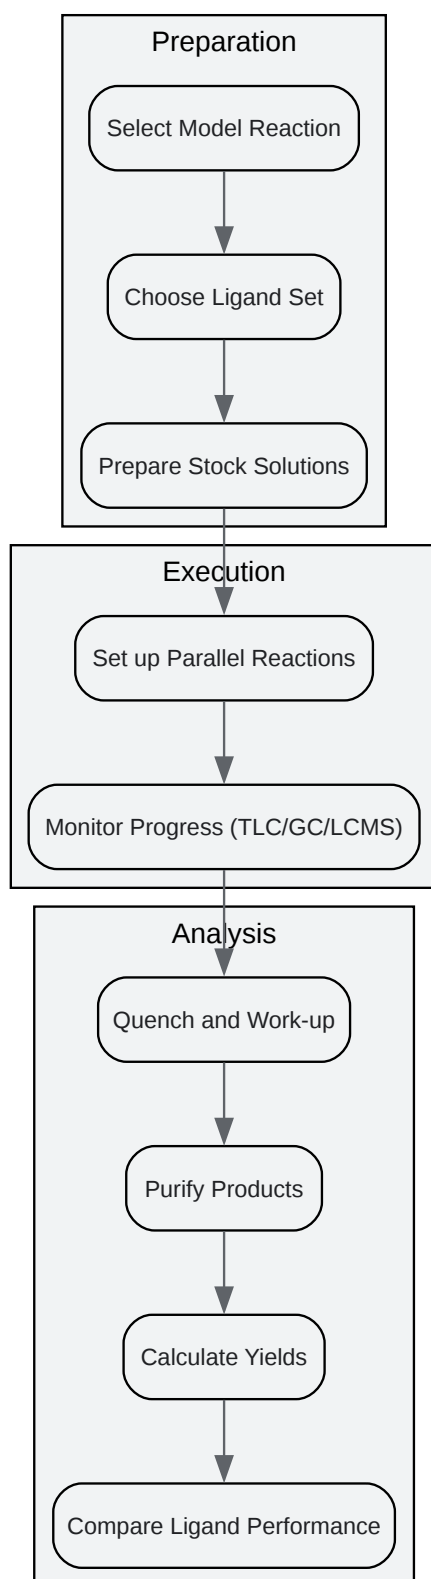 Preparation
Select Model Reaction
Choose Ligand Set
Prepare Stock Solutions
Execution
Set up Parallel Reactions
Monitor Progress (TLC/GC/LCMS)
Analysis
Quench and Work-up
Purify Products
Calculate Yields
Compare Ligand Performance